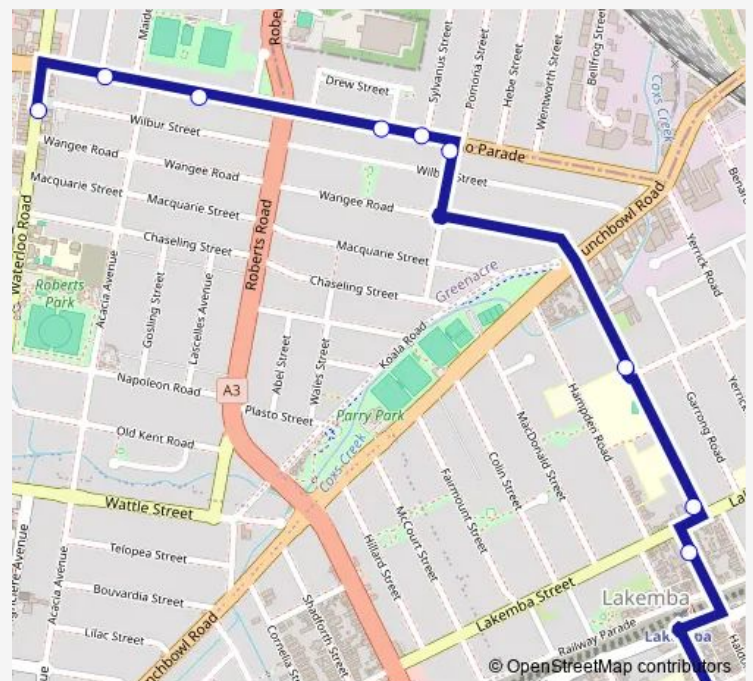 Drew Street
Sylvanus Street
Pomona Street
Hebe Street
Wentworth Street
Bellfrog Street
Coxs Creek
Wilbur Street
o Parade
Wangee Road
Wangee Road
Wangee Road
Macquarie Street
Macquarie Street
Macquarie Street
Chaseling Street
Chaseling Street
unchbowl Road
Greenacre
Yerrick Road
Waterloo Road
Roberts Road
Roberts
Park
Acacia Avenue
Gosling Street
Lascelles Avenue
Abel Street
Wales Street
Koala Road
Napoleon Road
A3
Plasto Street
Parry Park
Old Kent Road
Coxs Creek
Hampden Road
MacDonald Street
Colin Street
Fairmount Street
McCourt Street
Hillard Street
Garrong Road
Wattle Street
Telopea Street
Acacia Avenue
Bouvardia Street
Lilac Street
Shadforth Street
nchbowl Road
Lakemba Street
Lakemba
Railway Parade
© OpenStreetMap contributors